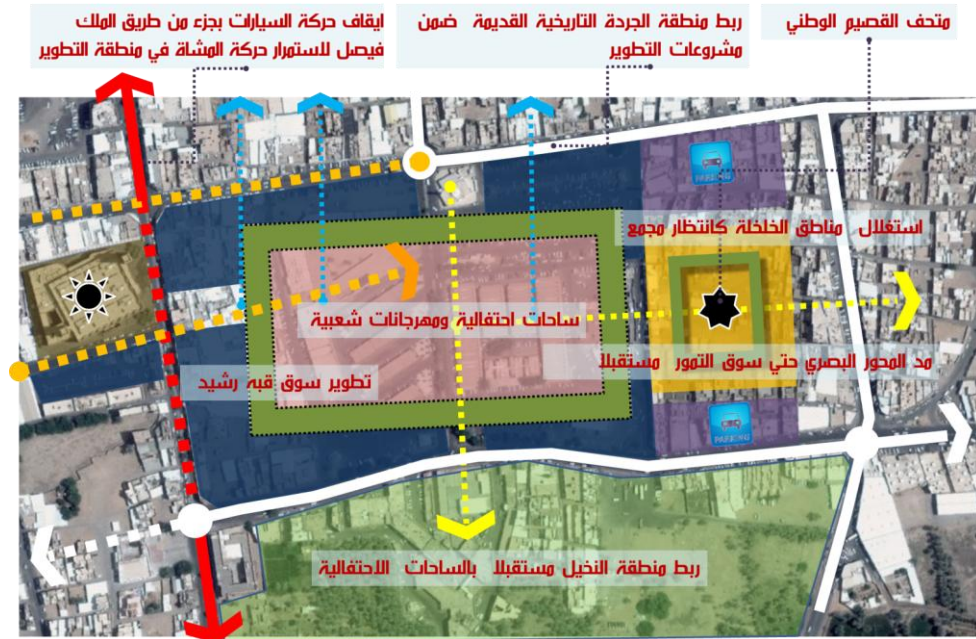 متحف القصيم الوطني
ربط منطقة الجردة التاريخية القديمة ضمن
مشروعات التطوير
ايقاف حركة السيارات بجزء من طريق الملك
فيصل للستمرار حركة المشاة في منطقة التطوير
PARKING
استغلال مناطق الخلخلة كانتظار مجمع
ساحات احتفالية ومهرجانات شعبية
مد المحور البصري حتي سوق التمور مستقبلا
تطوير سوق قبه رشيد
PARKING
ربط منطقة النخيل مستقبلا بالساحات الاحتفالية